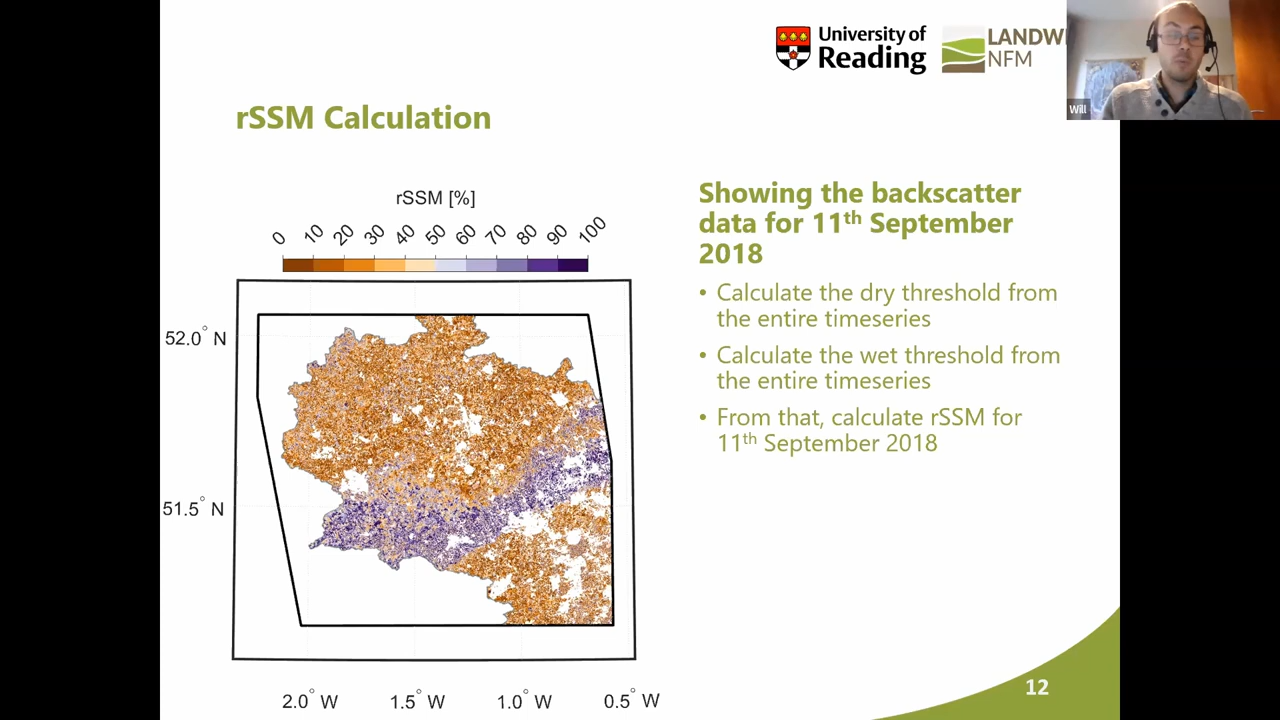 University of
Reading
LANDW
NFM
Will
rSSM Calculation
rSSM [%]
0 10 20 30 40 50 60 70 80 90 100
52.0° N
51.5° N
2.0° W 1.5° W 1.0° W 0.5° W
Showing the backscatter
data for 11th September
2018
• Calculate the dry threshold from
the entire timeseries
• Calculate the wet threshold from
the entire timeseries
• From that, calculate rSSM for
11th September 2018
12